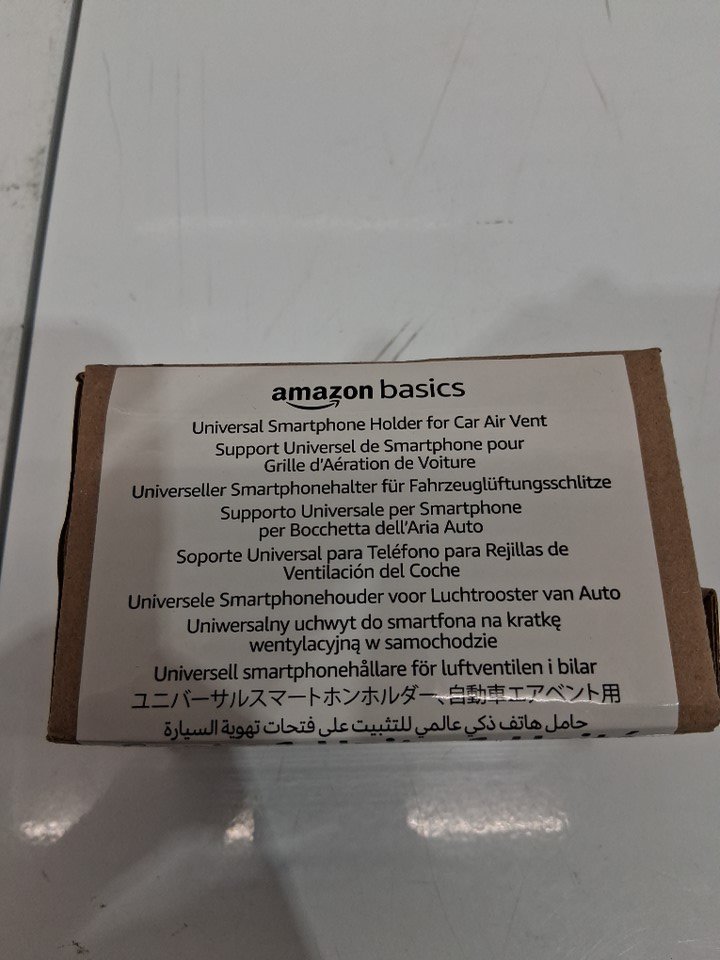 amazon basics
Universal Smartphone Holder for Car Air Vent
Support Universel de Smartphone pour
Grille d'Aération de Voiture
Universeller Smartphonehalter für Fahrzeuglüftungsschlitze
Supporto Universale per Smartphone
per Bocchetta dell'Aria Auto
Soporte Universal para Teléfono para Rejillas de
Ventilación del Coche
Universele Smartphonehouder voor Luchtrooster van Auto
Uniwersalny uchwyt do smartfona na kratkę
wentylacyjną w samochodzie
Universell smartphonehållare för luftventilen i bilar
ユニバーサルスマートホンホルダー、自動車エアベント用
حامل هاتف ذكي عالمي للتثبيت على فتحات تهوية السيارة